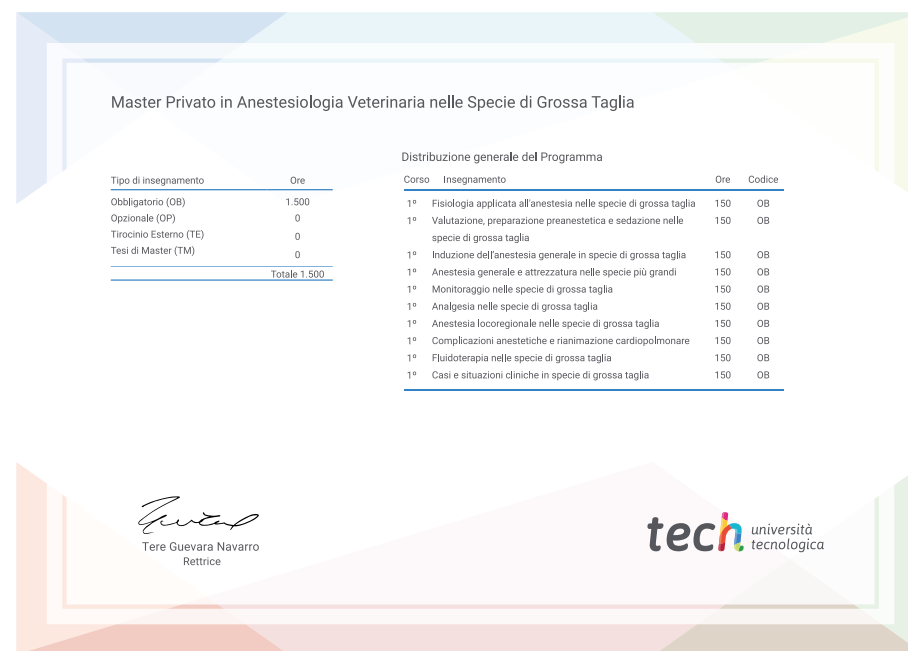 Master Privato in Anestesiologia Veterinaria nelle Specie di Grossa Taglia
Tipo di insegnamento Ore
Obbligatorio (OB) 1.500
Opzionale (OP) 0
Tirocinio Esterno (TE) 0
Tesi di Master (TM) 0
Totale 1.500
Distribuzione generale del Programma
Corso Insegnamento Ore Codice
1º Fisiologia applicata all'anestesia nelle specie di grossa taglia 150 OB
1º Valutazione, preparazione preanestetica e sedazione nelle 150 OB
specie di grossa taglia
1º Induzione dell'anestesia generale in specie di grossa taglia 150 OB
1º Anestesia generale e attrezzatura nelle specie più grandi 150 OB
1º Monitoraggio nelle specie di grossa taglia 150 OB
1º Analgesia nelle specie di grossa taglia 150 OB
1º Anestesia locoregionale nelle specie di grossa taglia 150 OB
1º Complicazioni anestetiche e rianimazione cardiopolmonare 150 OB
1º Fluidoterapia nelle specie di grossa taglia 150 OB
1º Casi e situazioni cliniche in specie di grossa taglia 150 OB
Tere Guevara Navarro
Rettrice
tech università
tecnologica